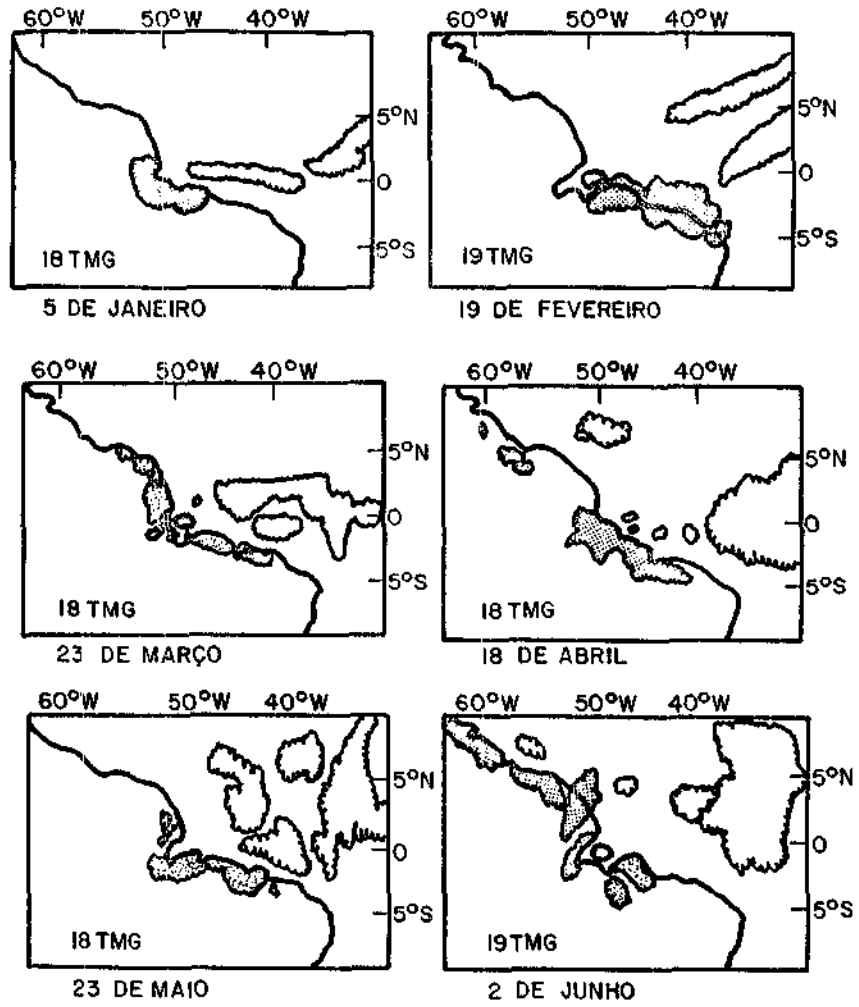 60°W 50°W 40°W
5°N
0
5°S
18 TMG
5 DE JANEIRO
60°W 50°W 40°W
5°N
0
5°S
19 TMG
19 DE FEVEREIRO
60°W 50°W 40°W
5°N
0
5°S
18 TMG
23 DE MARÇO
60°W 50°W 40°W
5°N
0
5°S
18 TMG
18 DE ABRIL
60°W 50°W 40°W
5°N
0
5°S
18 TMG
23 DE MAIO
60°W 50°W 40°W
5°N
0
5°S
19 TMG
2 DE JUNHO